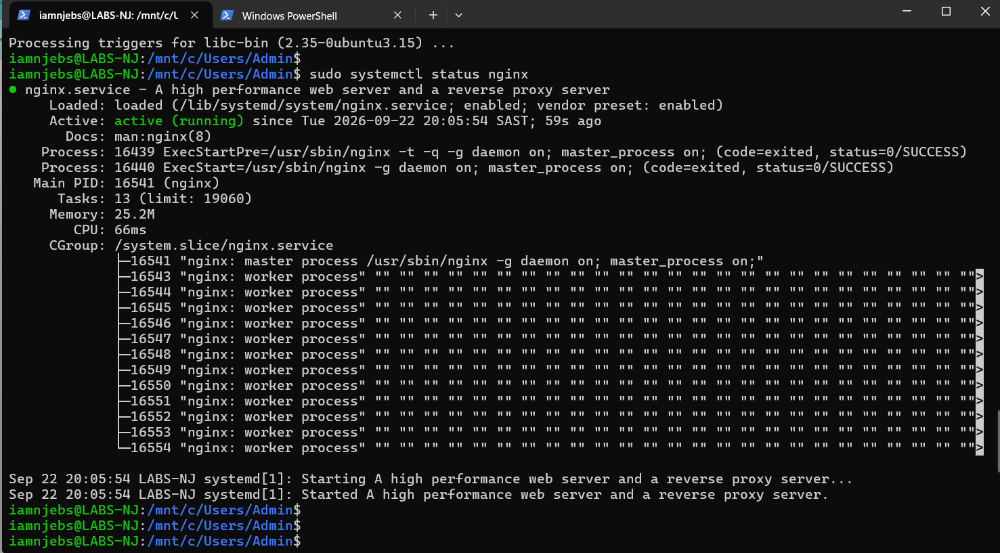 iamnjebs@LABS-NJ: /mnt/c/U
Windows PowerShell
Processing triggers for libc-bin (2.35-0ubuntu3.15) ...
iamnjebs@LABS-NJ:/mnt/c/Users/Admin$
iamnjebs@LABS-NJ:/mnt/c/Users/Admin$ sudo systemctl status nginx
● nginx.service - A high performance web server and a reverse proxy server
Loaded: loaded (/lib/systemd/system/nginx.service; enabled; vendor preset: enabled)
Active: active (running) since Tue 2026-09-22 20:05:54 SAST; 59s ago
Docs: man:nginx(8)
Process: 16439 ExecStartPre=/usr/sbin/nginx -t -q -g daemon on; master_process on; (code=exited, status=0/SUCCESS)
Process: 16440 ExecStart=/usr/sbin/nginx -g daemon on; master_process on; (code=exited, status=0/SUCCESS)
Main PID: 16541 (nginx)
Tasks: 13 (limit: 19060)
Memory: 25.2M
CPU: 66ms
CGroup: /system.slice/nginx.service
├─16541 "nginx: master process /usr/sbin/nginx -g daemon on; master_process on;"
├─16543 "nginx: worker process" "" "" "" "" "" "" "" "" "" "" "" "" "" "" "" "" "" "" "" "" "" "" "" "" "">
├─16544 "nginx: worker process" "" "" "" "" "" "" "" "" "" "" "" "" "" "" "" "" "" "" "" "" "" "" "" "" "">
├─16545 "nginx: worker process" "" "" "" "" "" "" "" "" "" "" "" "" "" "" "" "" "" "" "" "" "" "" "" "" "">
├─16546 "nginx: worker process" "" "" "" "" "" "" "" "" "" "" "" "" "" "" "" "" "" "" "" "" "" "" "" "" "">
├─16547 "nginx: worker process" "" "" "" "" "" "" "" "" "" "" "" "" "" "" "" "" "" "" "" "" "" "" "" "" "">
├─16548 "nginx: worker process" "" "" "" "" "" "" "" "" "" "" "" "" "" "" "" "" "" "" "" "" "" "" "" "" "">
├─16549 "nginx: worker process" "" "" "" "" "" "" "" "" "" "" "" "" "" "" "" "" "" "" "" "" "" "" "" "" "">
├─16550 "nginx: worker process" "" "" "" "" "" "" "" "" "" "" "" "" "" "" "" "" "" "" "" "" "" "" "" "" "">
├─16551 "nginx: worker process" "" "" "" "" "" "" "" "" "" "" "" "" "" "" "" "" "" "" "" "" "" "" "" "" "">
├─16552 "nginx: worker process" "" "" "" "" "" "" "" "" "" "" "" "" "" "" "" "" "" "" "" "" "" "" "" "" "">
├─16553 "nginx: worker process" "" "" "" "" "" "" "" "" "" "" "" "" "" "" "" "" "" "" "" "" "" "" "" "" "">
└─16554 "nginx: worker process" "" "" "" "" "" "" "" "" "" "" "" "" "" "" "" "" "" "" "" "" "" "" "" "" "">
Sep 22 20:05:54 LABS-NJ systemd[1]: Starting A high performance web server and a reverse proxy server...
Sep 22 20:05:54 LABS-NJ systemd[1]: Started A high performance web server and a reverse proxy server.
iamnjebs@LABS-NJ:/mnt/c/Users/Admin$
iamnjebs@LABS-NJ:/mnt/c/Users/Admin$
iamnjebs@LABS-NJ:/mnt/c/Users/Admin$